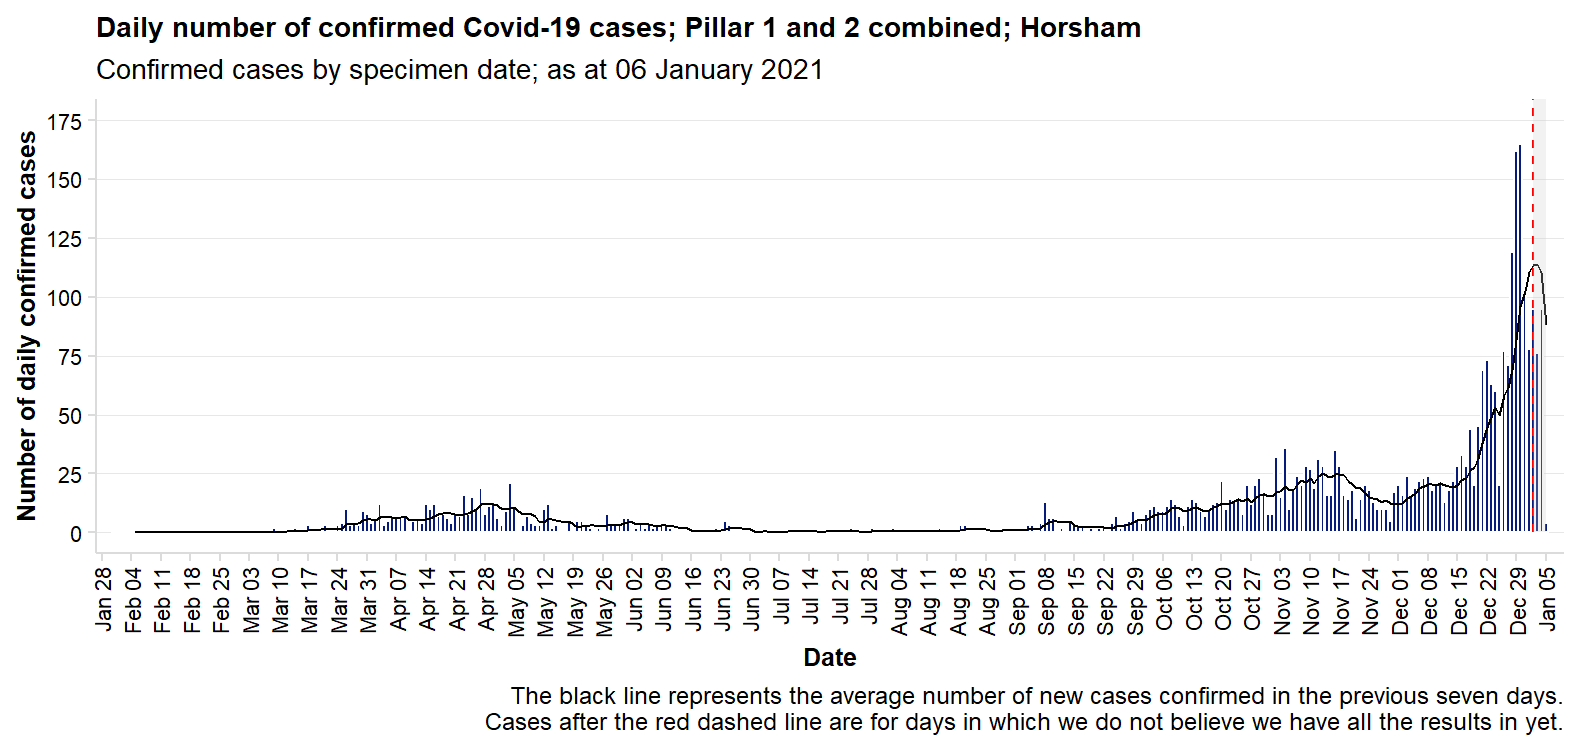 Daily number of confirmed Covid-19 cases; Pillar 1 and 2 combined; Horsham
Confirmed cases by specimen date; as at 06 January 2021
Number of daily confirmed cases
175
150
125
100
75
50
25
0
Jan 28
Feb 04
Feb 11
Feb 18
Feb 25
Mar 03
Mar 10
Mar 17
Mar 24
Mar 31
Apr 07
Apr 14
Apr 21
Apr 28
May 05
May 12
May 19
May 26
Jun 02
Jun 09
Jun 16
Jun 23
Jun 30
Jul 07
Jul 14
Jul 21
Jul 28
Aug 04
Aug 11
Aug 18
Aug 25
Sep 01
Sep 08
Sep 15
Sep 22
Sep 29
Oct 06
Oct 13
Oct 20
Oct 27
Nov 03
Nov 10
Nov 17
Nov 24
Dec 01
Dec 08
Dec 15
Dec 22
Dec 29
Jan 05
Date
The black line represents the average number of new cases confirmed in the previous seven days.
Cases after the red dashed line are for days in which we do not believe we have all the results in yet.